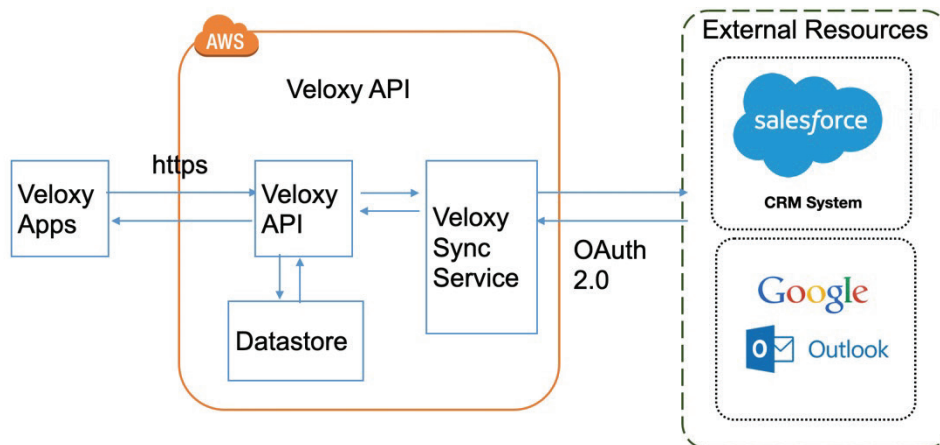 AWS
Veloxy API
https
Veloxy
Apps
Veloxy
API
Datastore
Veloxy
Sync
Service
OAuth
2.0
External Resources
salesforce
CRM System
Google
O Outlook